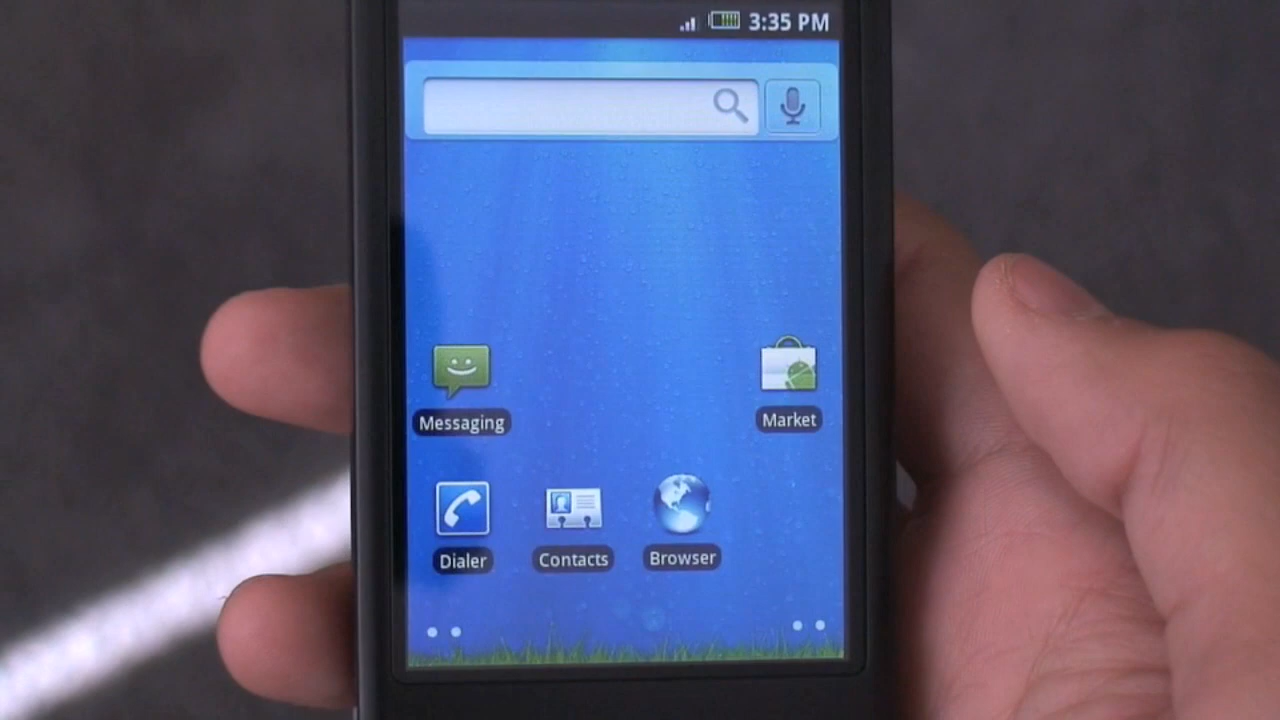 3:35 PM
Messaging
Market
Dialer
Contacts
Browser